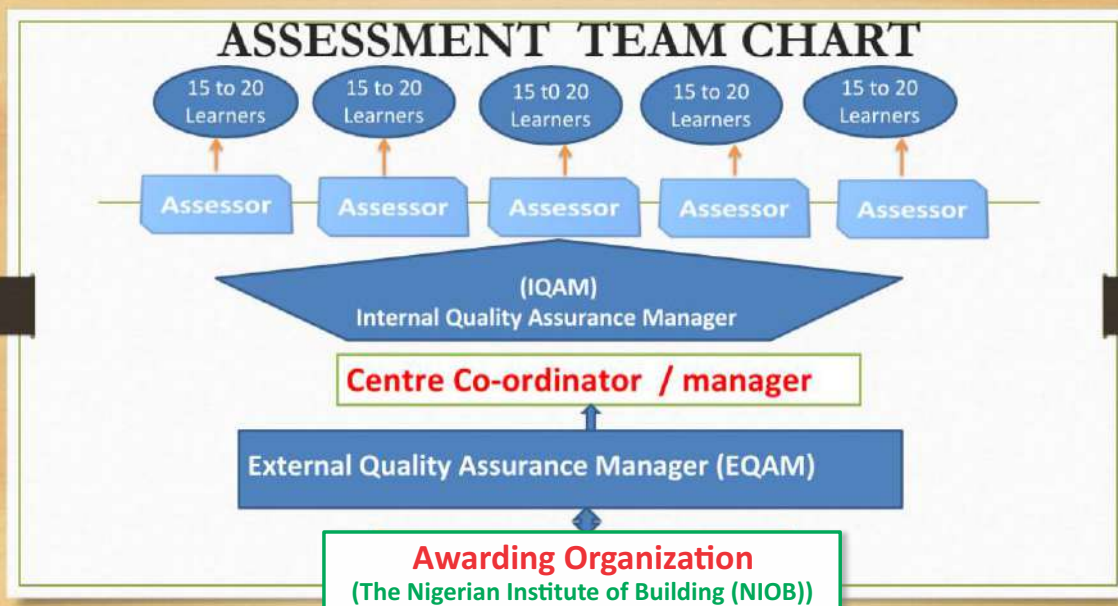 ASSESSMENT TEAM CHART
15 to 20
Learners
15 to 20
Learners
15 t0 20
Learners
15 to 20
Learners
15 to 20
Learners
Assessor
Assessor
Assessor
Assessor
Assessor
(IQAM)
Internal Quality Assurance Manager
Centre Co-ordinator / manager
External Quality Assurance Manager (EQAM)
Awarding Organization
(The Nigerian Institute of Building (NIOB))